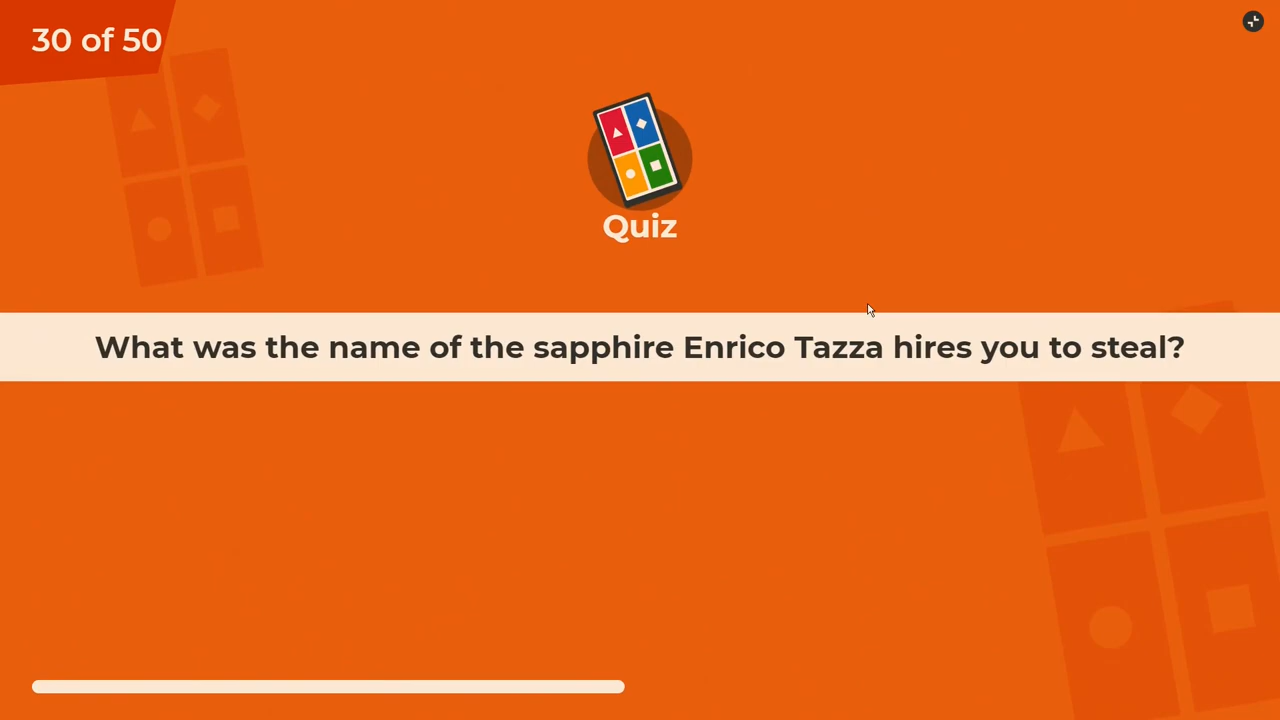 30 of 50
Quiz
What was the name of the sapphire Enrico Tazza hires you to steal?